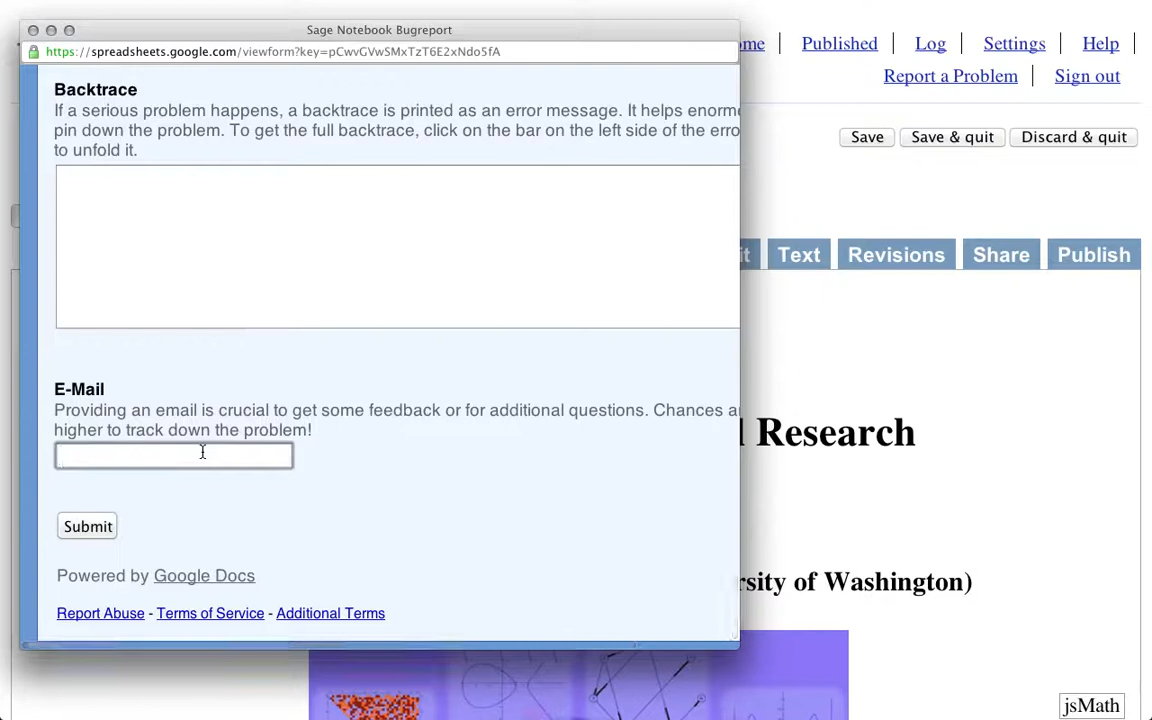 Sage Notebook Bugreport
https://spreadsheets.google.com/viewform?key=pCwvGVwSMxTzT6E2xNdo5fA
Published
Log
Settings
Help
Report a Problem
Sign out
Save
Save & quit
Discard & quit
Text
Revisions
Share
Publish
Backtrace
If a serious problem happens, a backtrace is printed as an error message. It helps
pin down the problem. To get the full backtrace, click on the bar on the left side of the
to unfold it.
E-Mail
Providing an email is crucial to get some feedback or for additional questions. Chances
higher to track down the problem!
Submit
Powered by Google Docs
Report Abuse - Terms of Service - Additional Terms
Research
of Washington)
jsMath